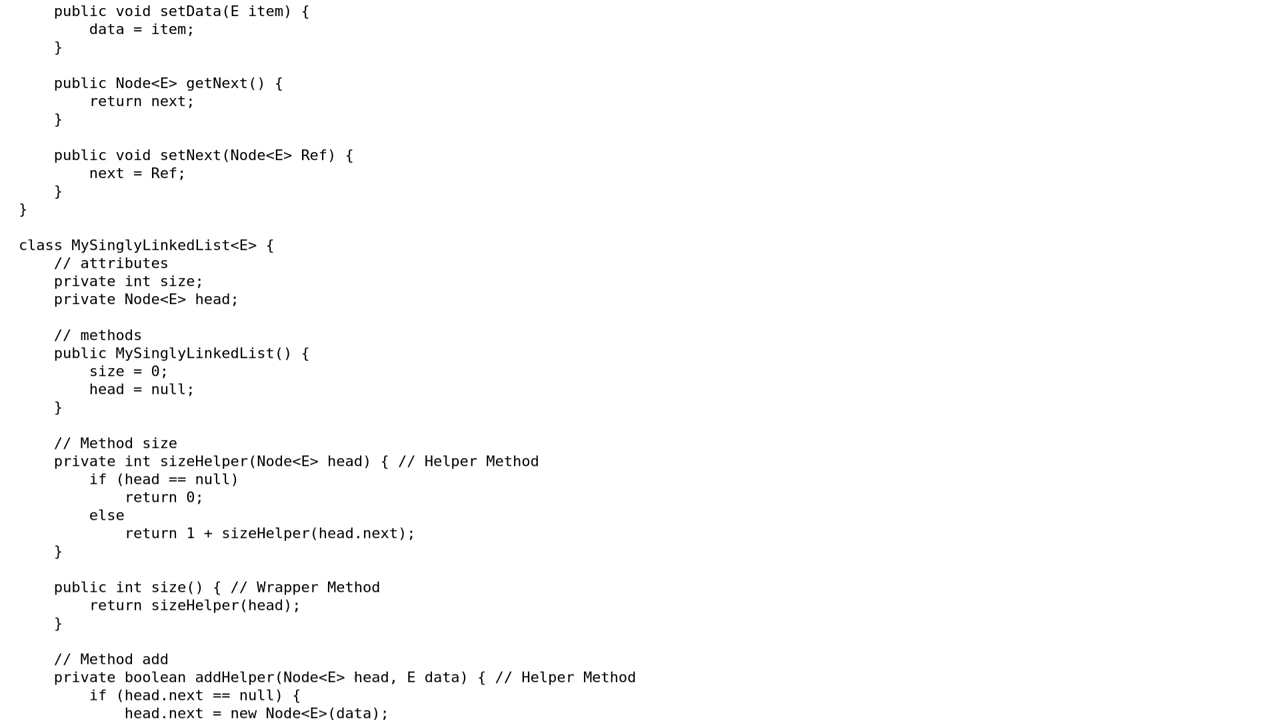 public void setData(E item) {
        data = item;
    }

    public Node<E> getNext() {
        return next;
    }

    public void setNext(Node<E> Ref) {
        next = Ref;
    }
}

class MySinglyLinkedList<E> {
    // attributes
    private int size;
    private Node<E> head;

    // methods
    public MySinglyLinkedList() {
        size = 0;
        head = null;
    }

    // Method size
    private int sizeHelper(Node<E> head) { // Helper Method
        if (head == null)
            return 0;
        else
            return 1 + sizeHelper(head.next);
    }

    public int size() { // Wrapper Method
        return sizeHelper(head);
    }

    // Method add
    private boolean addHelper(Node<E> head, E data) { // Helper Method
        if (head.next == null) {
            head.next = new Node<E>(data);